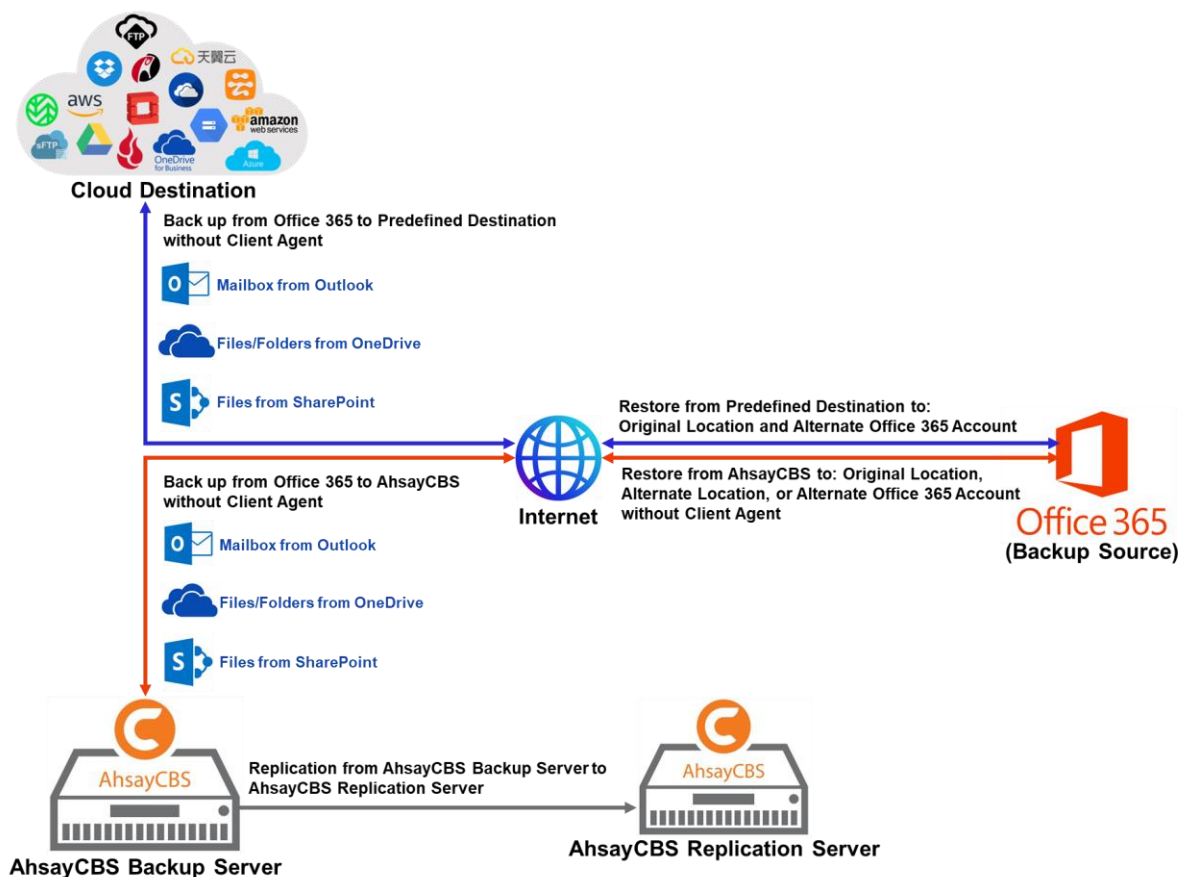 FTP
天翼云
aws
amazon
web services
sFTP
OneDrive
for Business
Azure
Cloud Destination
Back up from Office 365 to Predefined Destination
without Client Agent
Mailbox from Outlook
Files/Folders from OneDrive
Files from SharePoint
Restore from Predefined Destination to:
Original Location and Alternate Office 365 Account
Internet
Restore from AhsayCBS to: Original Location,
Alternate Location, or Alternate Office 365 Account
without Client Agent
Office 365
(Backup Source)
Back up from Office 365 to AhsayCBS
without Client Agent
Mailbox from Outlook
Files/Folders from OneDrive
Files from SharePoint
AhsayCBS
Replication from AhsayCBS Backup Server to
AhsayCBS Replication Server
AhsayCBS
AhsayCBS Backup Server
AhsayCBS Replication Server